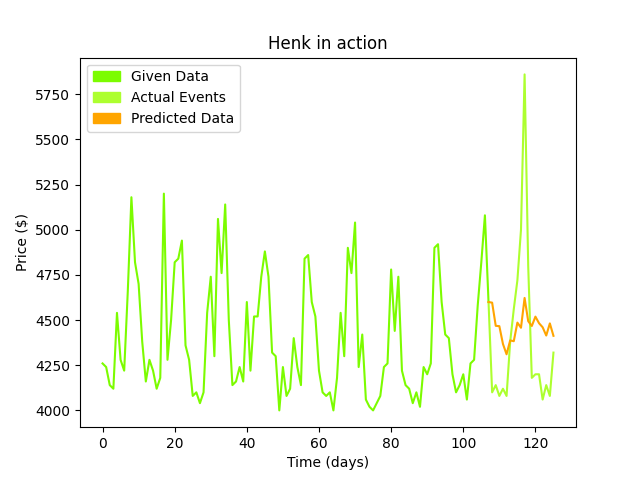 Henk in action
Given Data
Actual Events
Predicted Data
5750
5500
5250
5000
4750
4500
4250
4000
Price ($)
0 20 40 60 80 100 120
Time (days)